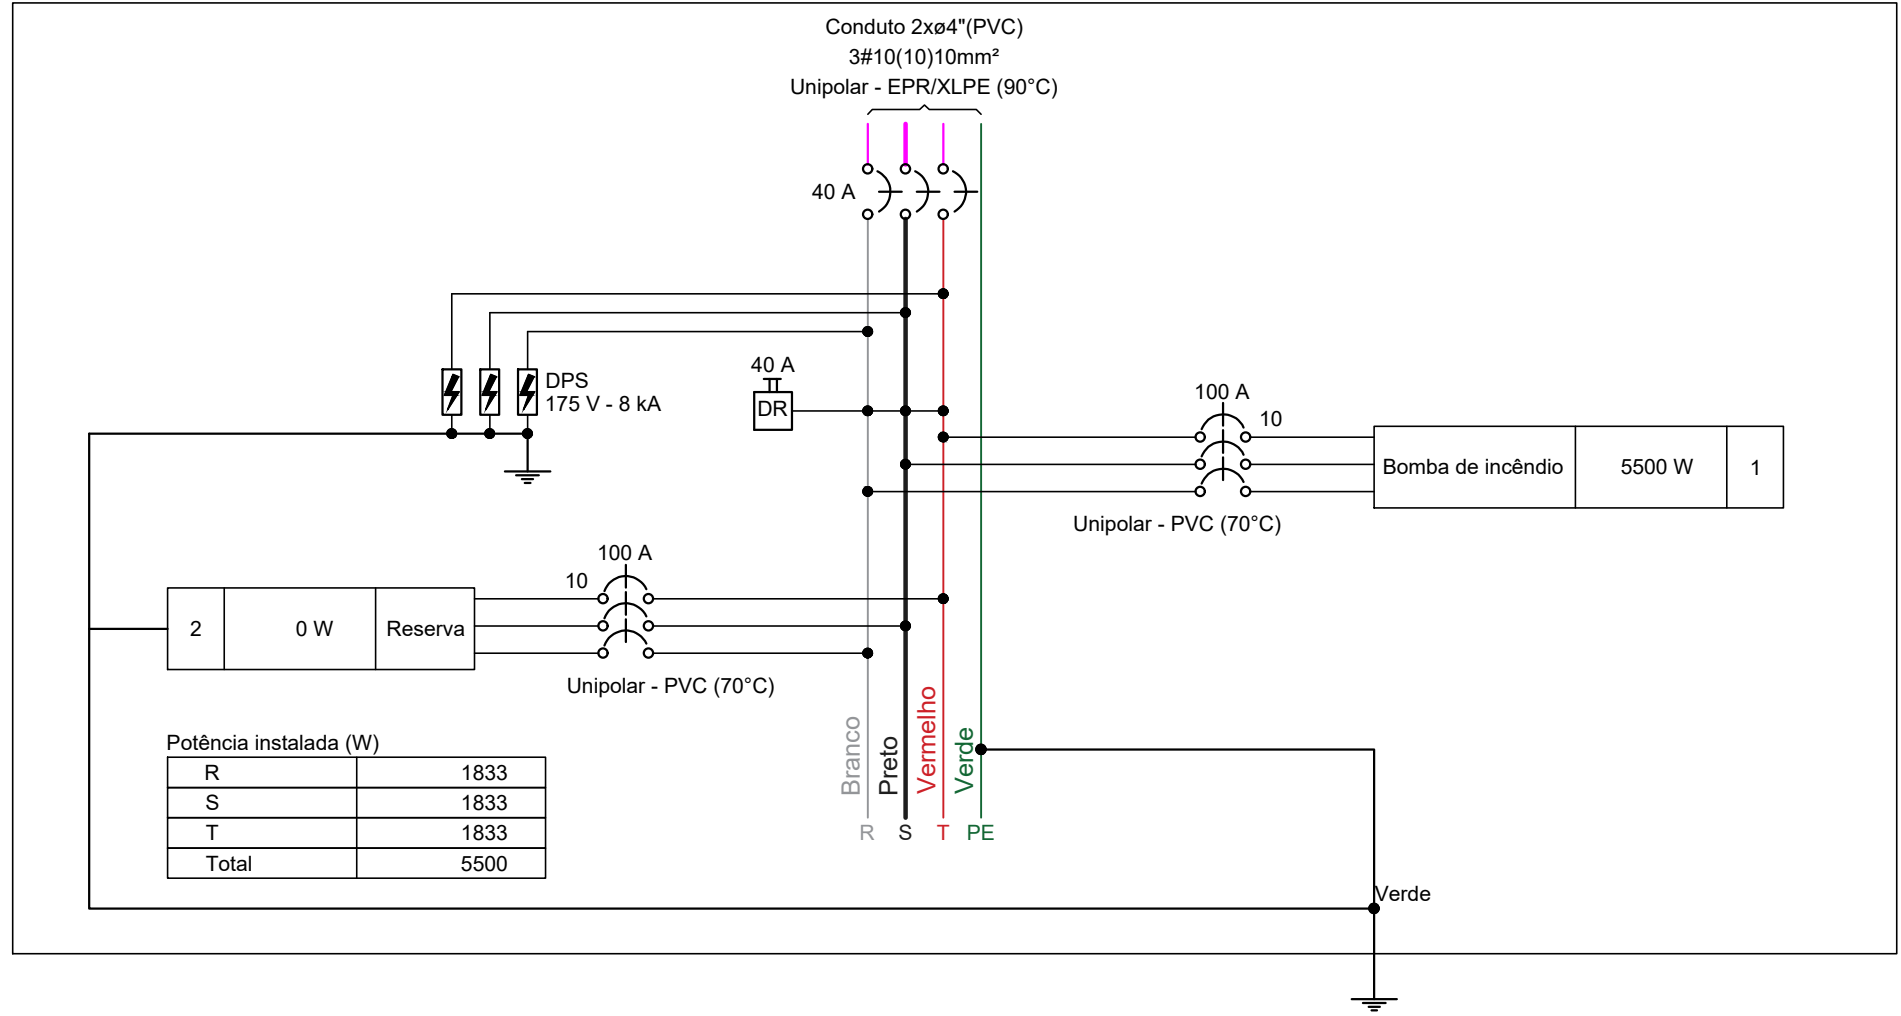 Conduto 2xø4"(PVC)
3#10(10)10mm²
Unipolar - EPR/XLPE (90°C)
40 A
DPS
175 V - 8 kA
40 A
DR
100 A
10
Bomba de incêndio 5500 W 1
Unipolar - PVC (70°C)
100 A
10
2 0 W Reserva
Unipolar - PVC (70°C)
Branco
Preto
Vermelho
Verde
R S T PE
Potência instalada (W)
R 1833
S 1833
T 1833
Total 5500
Verde